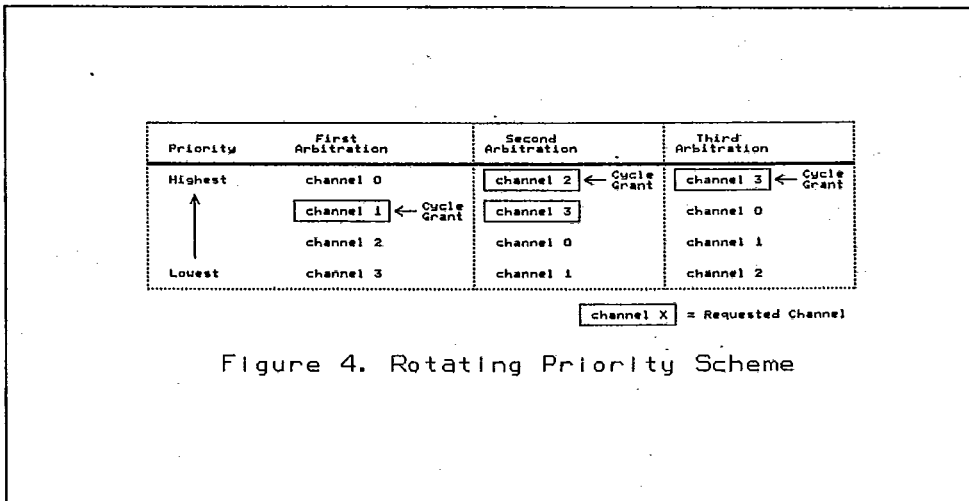 Priority First Arbitration Second Arbitration Third Arbitration
Highest channel 0 channel 2 ← Cycle Grant channel 3 ← Cycle Grant
channel 1 ← Cycle Grant channel 3 channel 0
channel 2 channel 0 channel 1
Lowest channel 3 channel 1 channel 2
channel X = Requested Channel
Figure 4. Rotating Priority Scheme